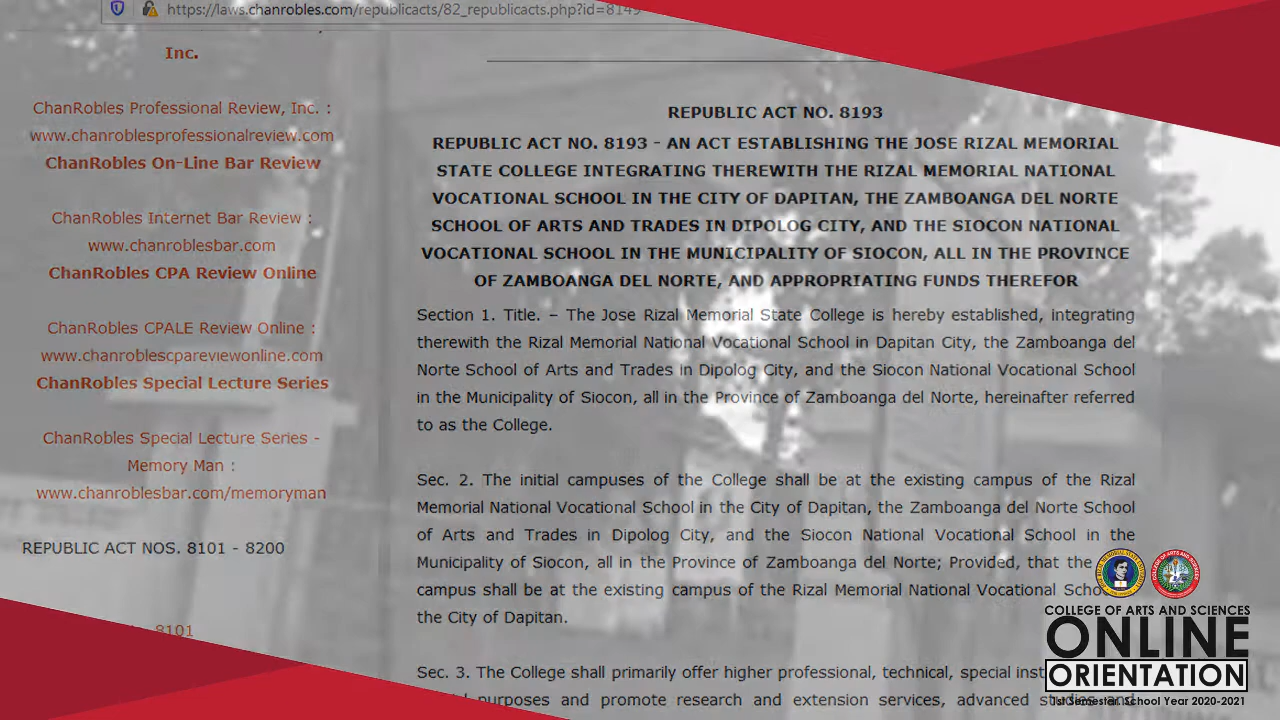 https://laws.chanrobles.com/republicacts/82_republicacts.php?id=8149
Inc.
ChanRobles Professional Review, Inc. :
www.chanroblesprofessionalreview.com
ChanRobles On-Line Bar Review
ChanRobles Internet Bar Review :
www.chanroblesbar.com
ChanRobles CPA Review Online
ChanRobles CPALE Review Online :
www.chanroblescpareviewonline.com
ChanRobles Special Lecture Series
ChanRobles Special Lecture Series -
Memory Man :
www.chanroblesbar.com/memoryman
REPUBLIC ACT NOS. 8101 - 8200
8101
REPUBLIC ACT NO. 8193
REPUBLIC ACT NO. 8193 - AN ACT ESTABLISHING THE JOSE RIZAL MEMORIAL
STATE COLLEGE INTEGRATING THEREWITH THE RIZAL MEMORIAL NATIONAL
VOCATIONAL SCHOOL IN THE CITY OF DAPITAN, THE ZAMBOANGA DEL NORTE
SCHOOL OF ARTS AND TRADES IN DIPOLOG CITY, AND THE SIOCON NATIONAL
VOCATIONAL SCHOOL IN THE MUNICIPALITY OF SIOCON, ALL IN THE PROVINCE
OF ZAMBOANGA DEL NORTE, AND APPROPRIATING FUNDS THEREFOR
Section 1. Title. – The Jose Rizal Memorial State College is hereby established, integrating
therewith the Rizal Memorial National Vocational School in Dapitan City, the Zamboanga del
Norte School of Arts and Trades in Dipolog City, and the Siocon National Vocational School
in the Municipality of Siocon, all in the Province of Zamboanga del Norte, hereinafter referred
to as the College.
Sec. 2. The initial campuses of the College shall be at the existing campus of the Rizal
Memorial National Vocational School in the City of Dapitan, the Zamboanga del Norte School
of Arts and Trades in Dipolog City, and the Siocon National Vocational School in the
Municipality of Siocon, all in the Province of Zamboanga del Norte; Provided, that the
campus shall be at the existing campus of the Rizal Memorial National Vocational
the City of Dapitan.
Sec. 3. The College shall primarily offer higher professional, technical, special
purposes and promote research and extension services, advanced studies and
COLLEGE OF ARTS AND SCIENCES
ONLINE
ORIENTATION
1st Semester. School Year 2020-2021